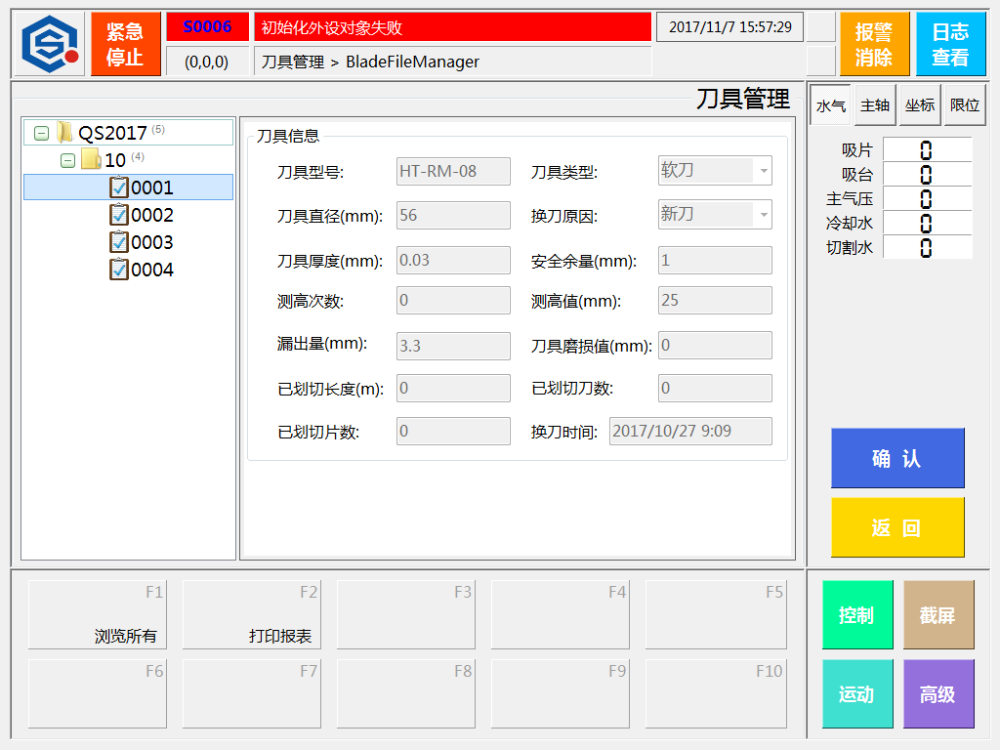 紧急
停止
S0006
初始化外设对象失败
2017/11/7 15:57:29
(0,0,0)
刀具管理 > BladeFileManager
报警
消除
日志
查看
刀具管理
水气 主轴 坐标 限位
QS2017 (5)
10 (4)
0001
0002
0003
0004
刀具信息
刀具型号: HT-RM-08 刀具类型: 软刀
刀具直径(mm): 56 换刀原因: 新刀
刀具厚度(mm): 0.03 安全余量(mm): 1
测高次数: 0 测高值(mm): 25
漏出量(mm): 3.3 刀具磨损值(mm): 0
已划切长度(m): 0 已划切刀数: 0
已划切片数: 0 换刀时间: 2017/10/27 9:09
吸片 0
吸台 0
主气压 0
冷却水 0
切割水 0
确 认
返 回
F1 浏览所有
F2 打印报表
F3
F4
F5
F6
F7
F8
F9
F10
控制
截屏
运动
高级